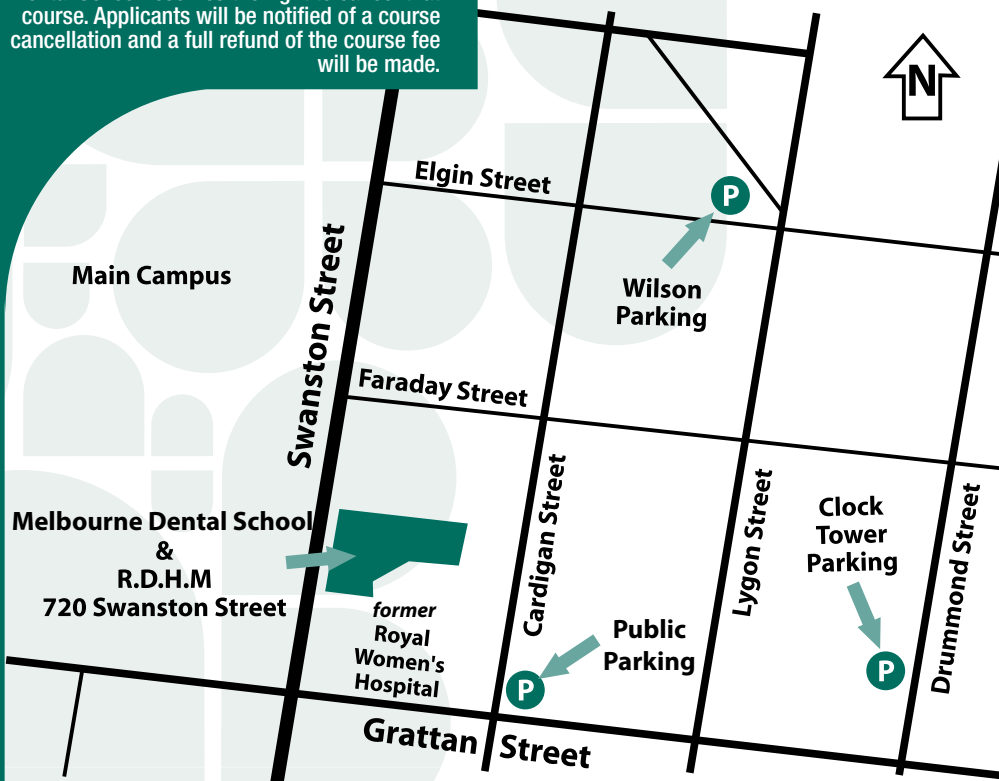 course. Applicants will be notified of a course
cancellation and a full refund of the course fee
will be made.
N
Elgin Street
P
Main Campus
Swanston Street
Wilson
Parking
Faraday Street
Cardigan Street
Lygon Street
Clock
Tower
Parking
Drummond Street
Melbourne Dental School
&
R.D.H.M
720 Swanston Street
former
Royal
Women's
Hospital
Public
Parking
P
P
Grattan Street